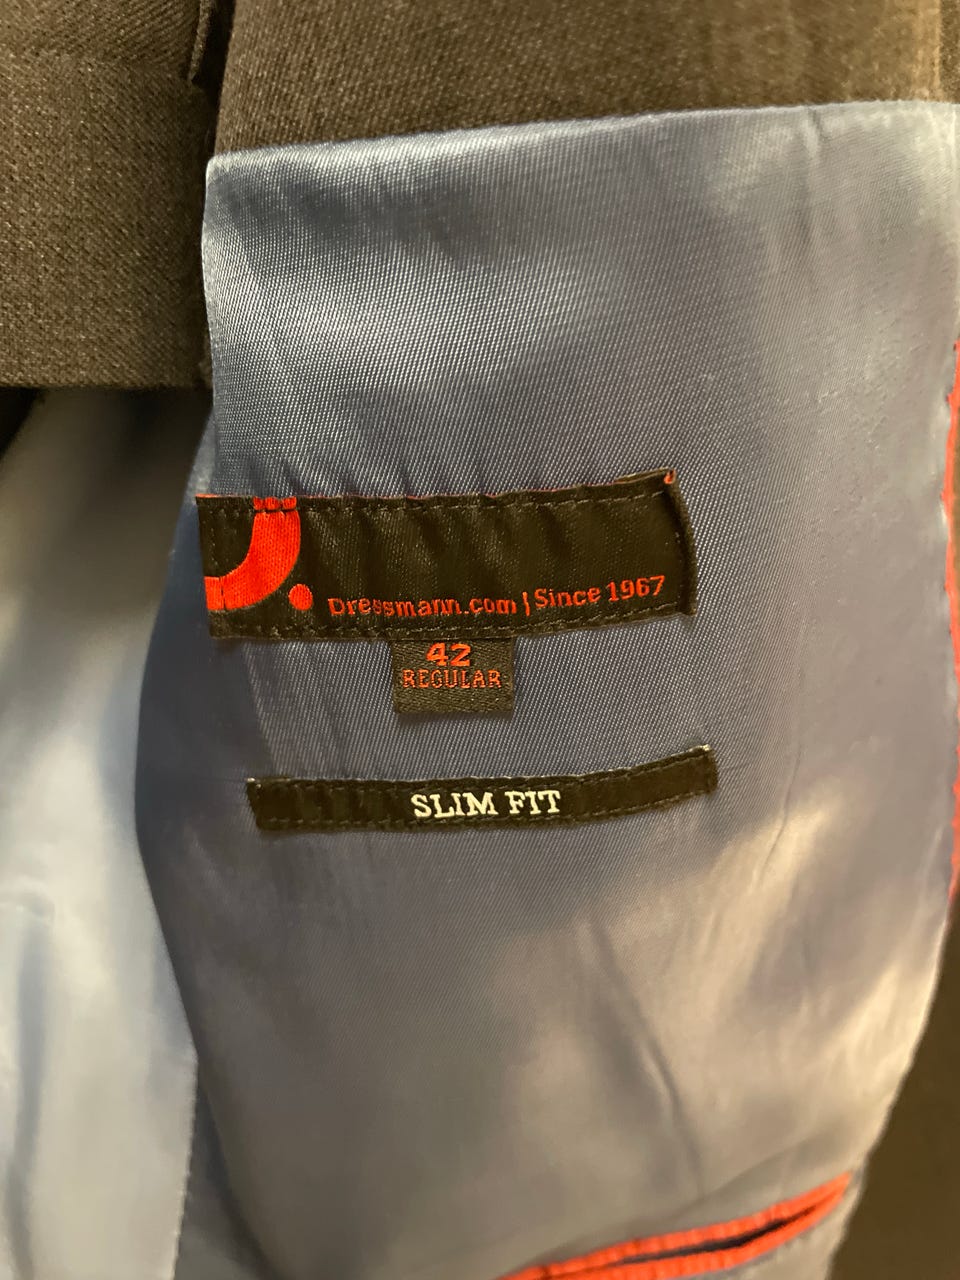 D.
Dressmann.com | Since 1967
42
REGULAR
SLIM FIT